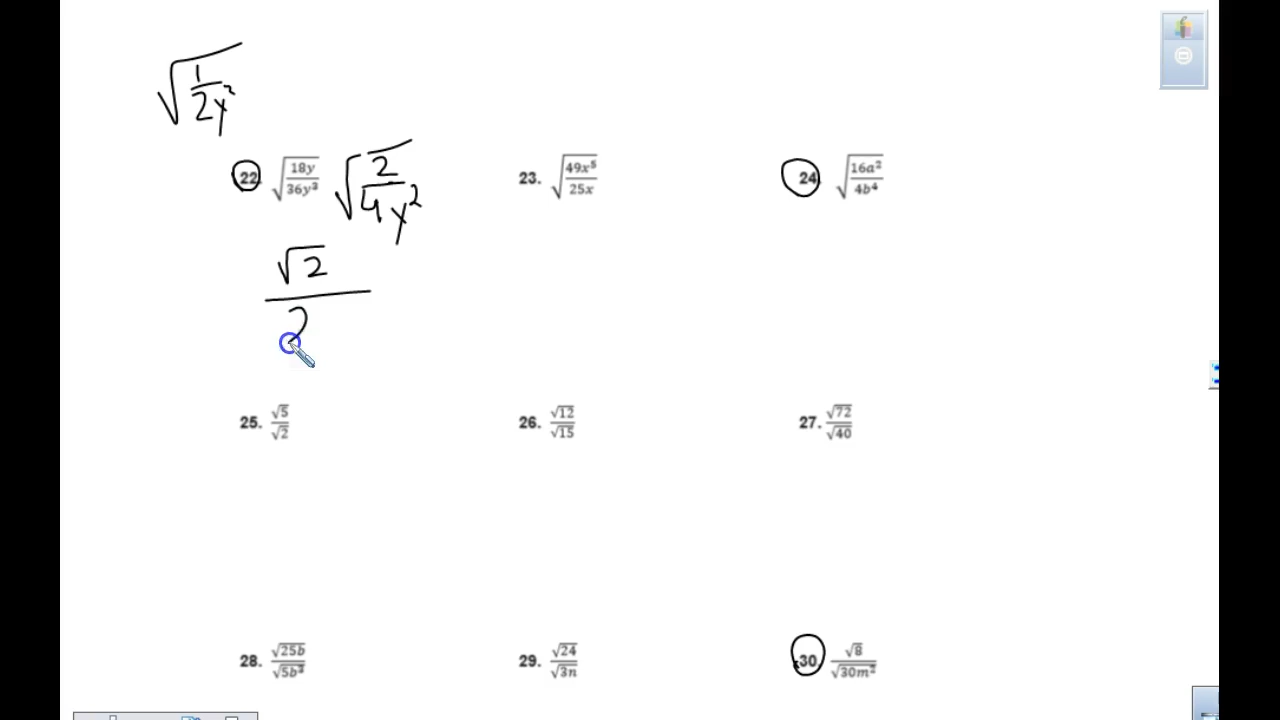 √(1/2y²)
22. √(18y/36y³) √(2/4y²)
23. √(49x⁵/25x)
24. √(16a²/4b⁴)
√2/2
25. √5/√2
26. √12/√15
27. √72/√40
28. √25b/√5b³
29. √24/√3n
30. √8/√30m²